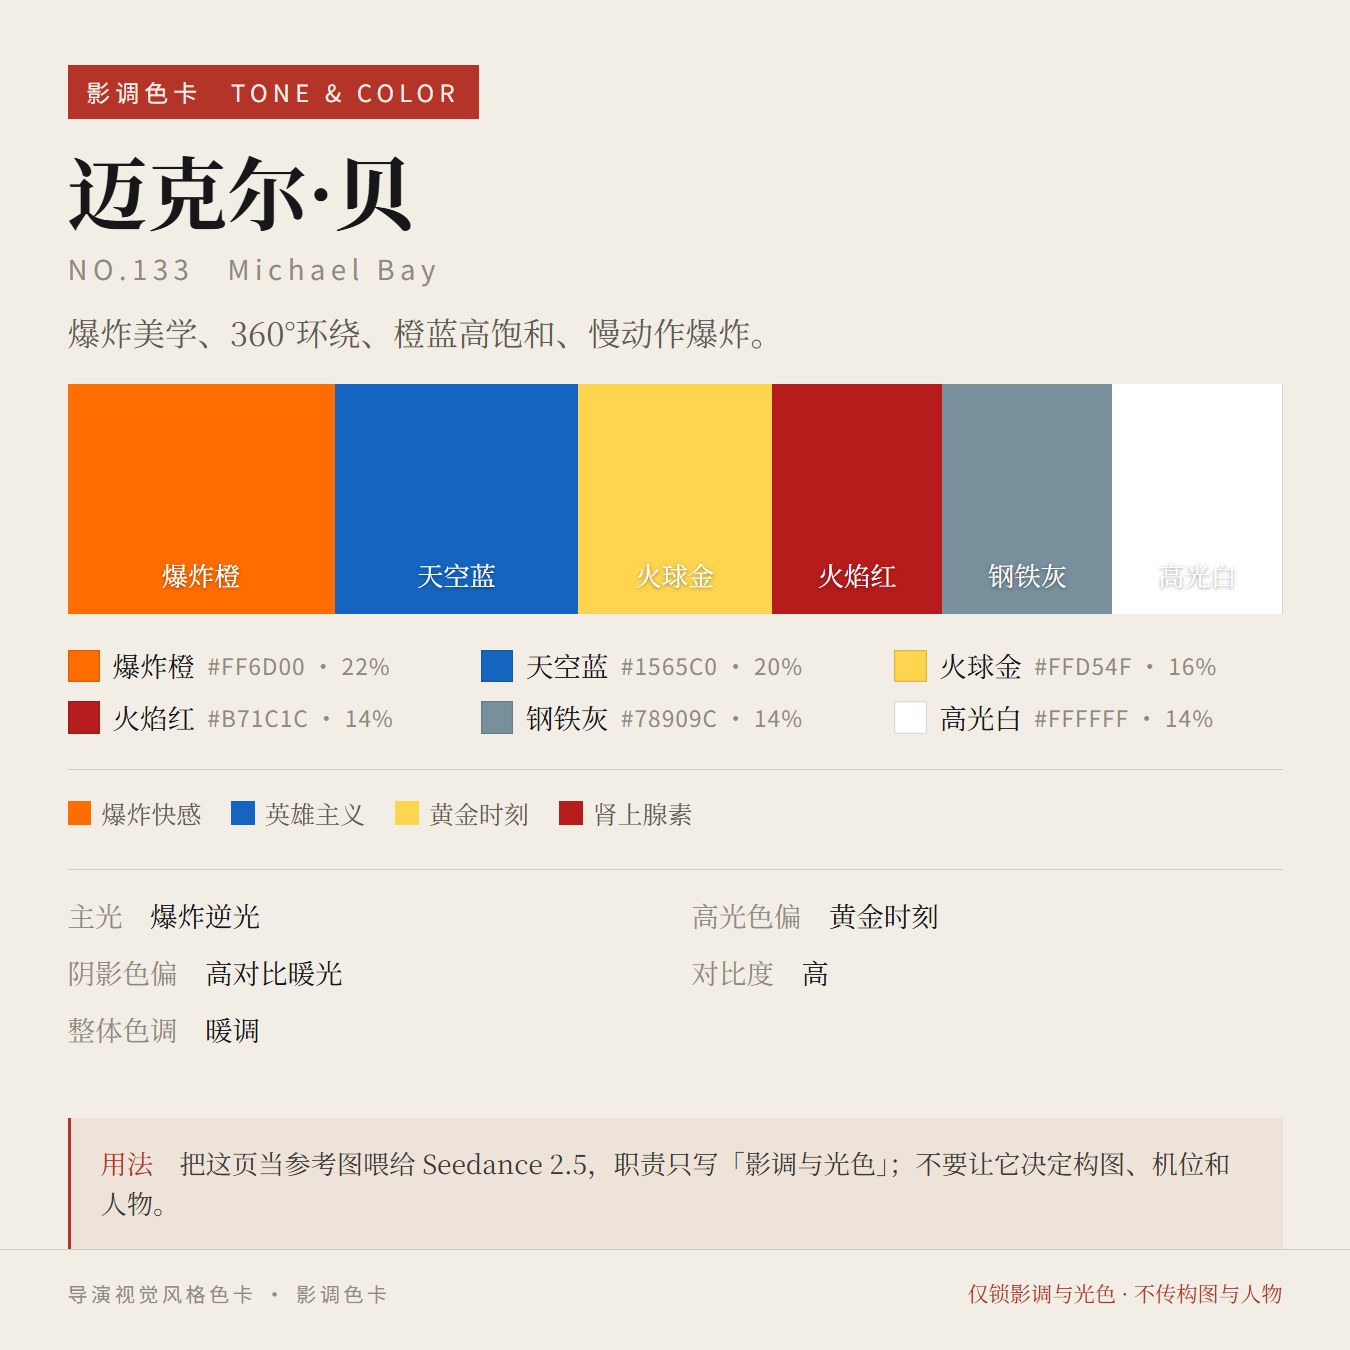 影调色卡 TONE & COLOR
迈克尔·贝
NO.133 Michael Bay
爆炸美学、360°环绕、橙蓝高饱和、慢动作爆炸。
爆炸橙 天空蓝 火球金 火焰红 钢铁灰 高光白
爆炸橙 #FF6D00 · 22% 天空蓝 #1565C0 · 20% 火球金 #FFD54F · 16%
火焰红 #B71C1C · 14% 钢铁灰 #78909C · 14% 高光白 #FFFFFF · 14%
爆炸快感 英雄主义 黄金时刻 肾上腺素
主光 爆炸逆光 高光色偏 黄金时刻
阴影色偏 高对比暖光 对比度 高
整体色调 暖调
用法 把这页当参考图喂给 Seedance 2.5，职责只写「影调与光色」；不要让它决定构图、机位和
人物。
导演视觉风格色卡 · 影调色卡 仅锁影调与光色 · 不传构图与人物